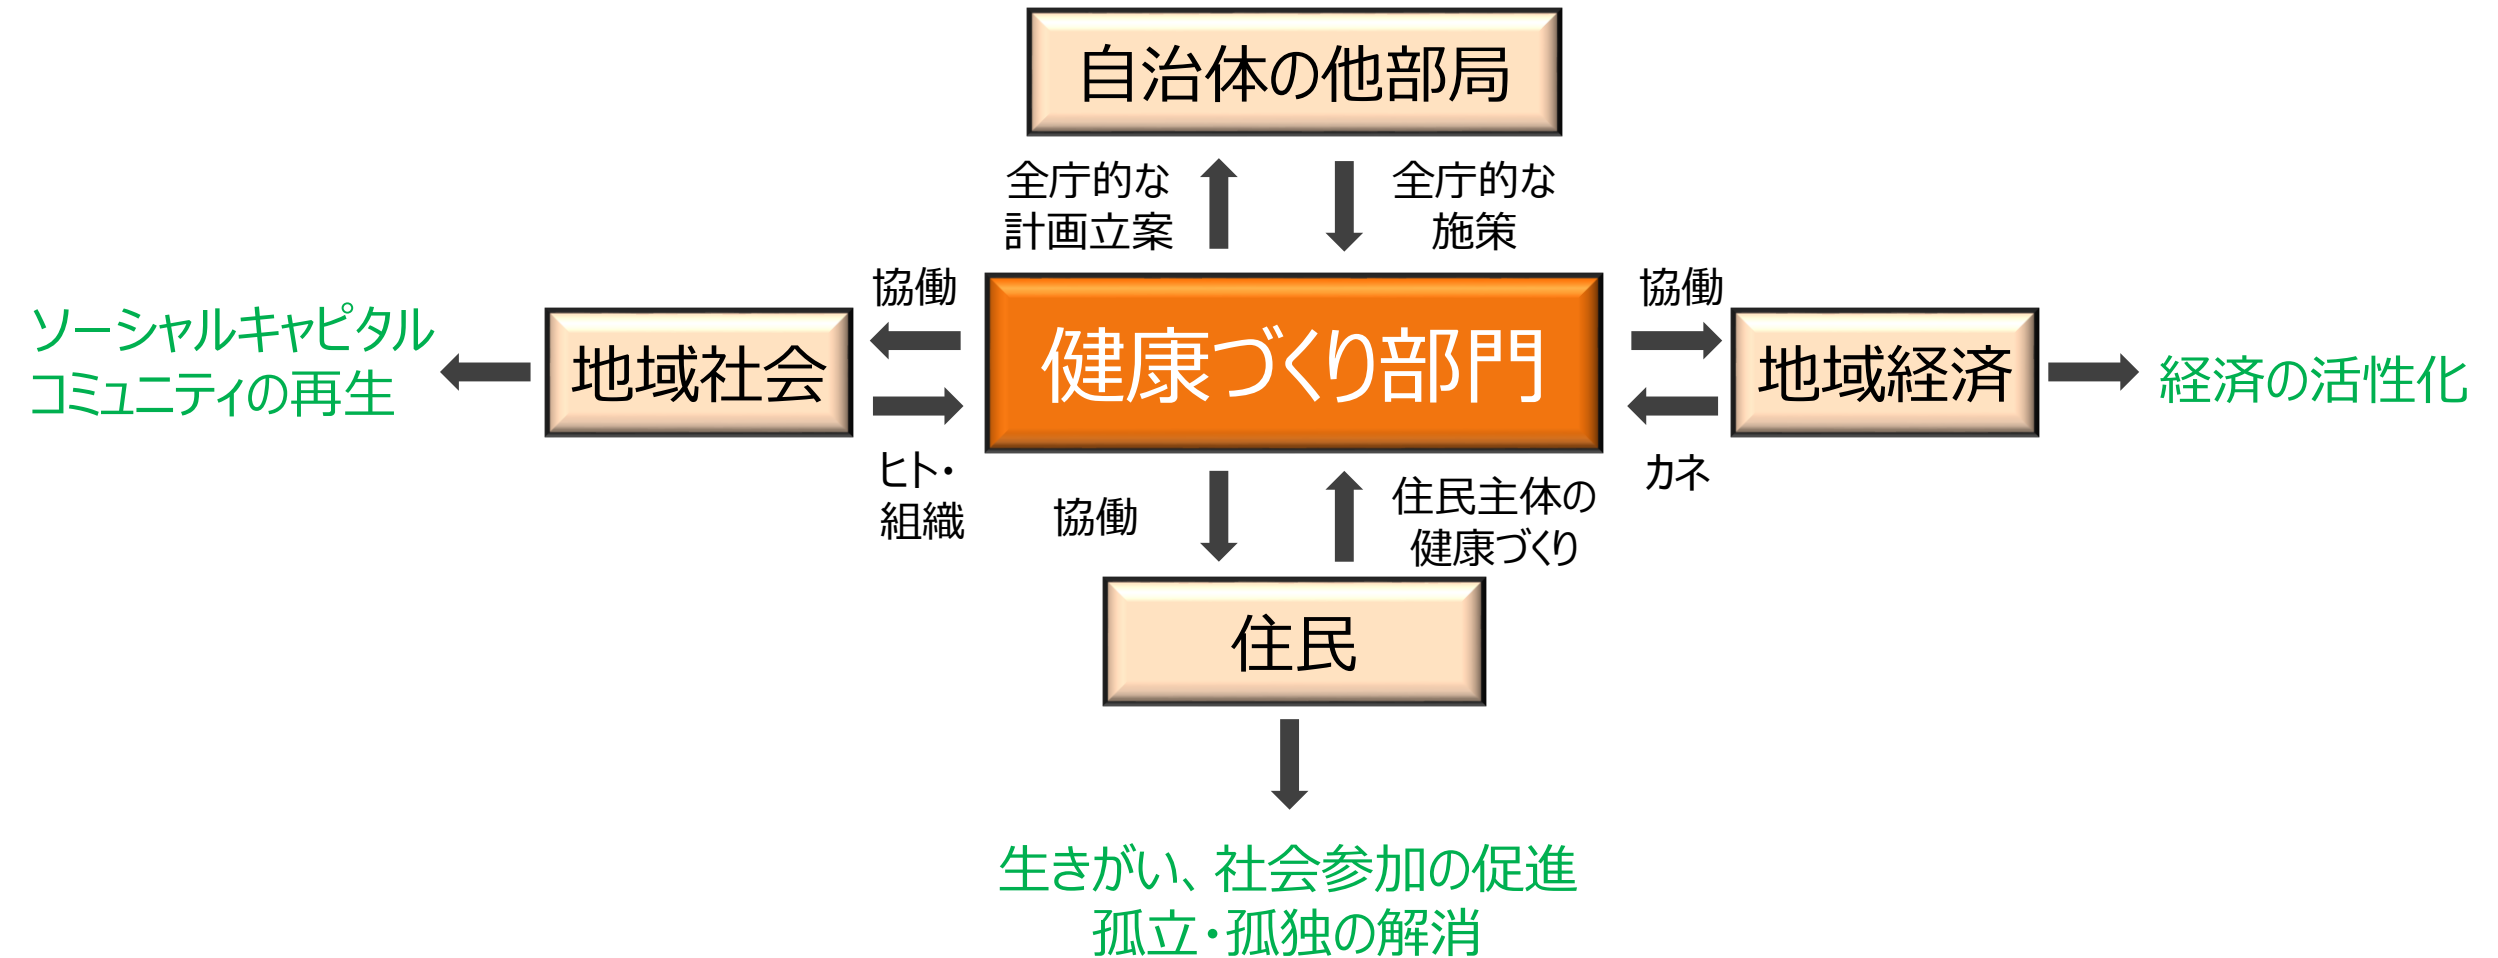 自治体の他部局
全庁的な
計画立案
全庁的な
施策
協働
協働
ソーシャルキャピタル
コミュニティの再生
地域社会
健康づくり部門
地域経済
経済の活性化
ヒト・
組織
カネ
協働
住民主体の
健康づくり
住民
生きがい、社会参加の促進
孤立・孤独の解消